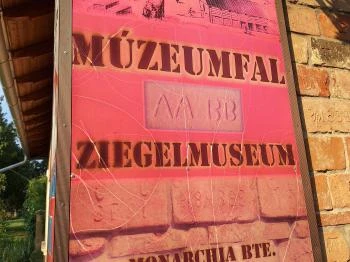 MÚZEUMFAL
AA BB
ZIEGELMUSEUM
MONARCHIA BTE.